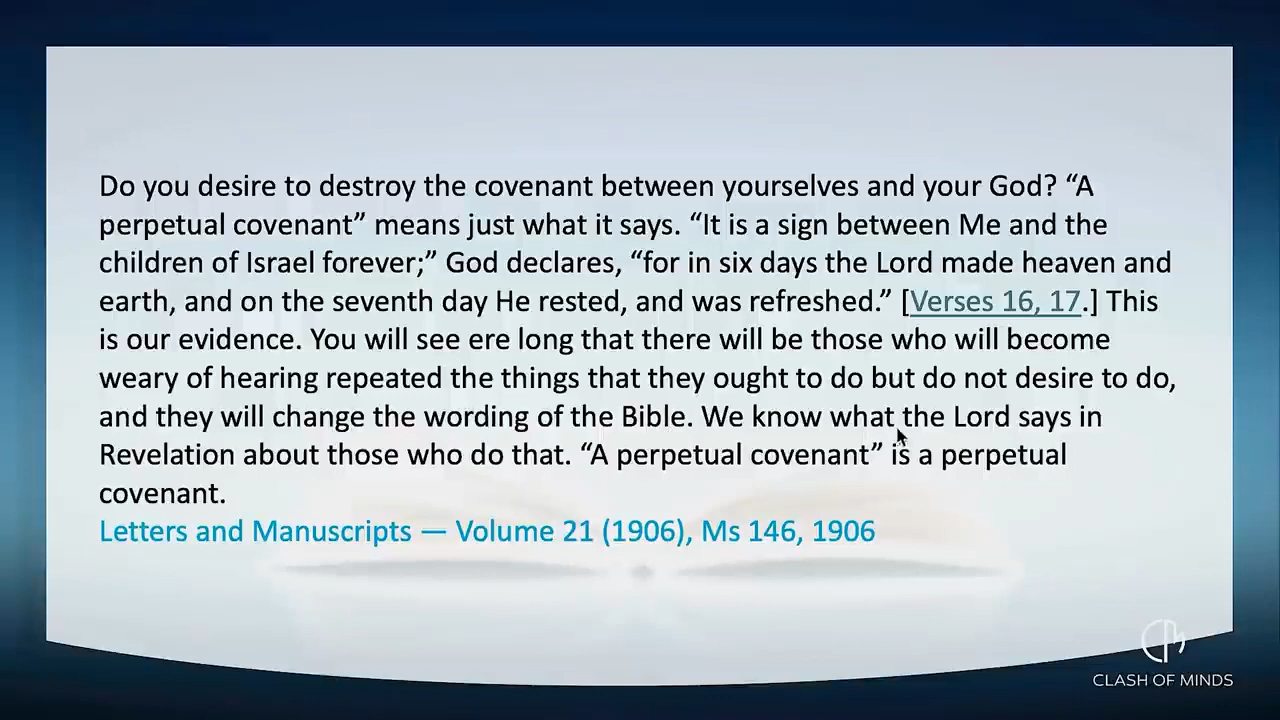 Do you desire to destroy the covenant between yourselves and your God? “A
perpetual covenant” means just what it says. “It is a sign between Me and the
children of Israel forever;” God declares, “for in six days the Lord made heaven and
earth, and on the seventh day He rested, and was refreshed.” [Verses 16, 17.] This
is our evidence. You will see ere long that there will be those who will become
weary of hearing repeated the things that they ought to do but do not desire to do,
and they will change the wording of the Bible. We know what the Lord says in
Revelation about those who do that. “A perpetual covenant” is a perpetual
covenant.
Letters and Manuscripts — Volume 21 (1906), Ms 146, 1906
CLASH OF MINDS